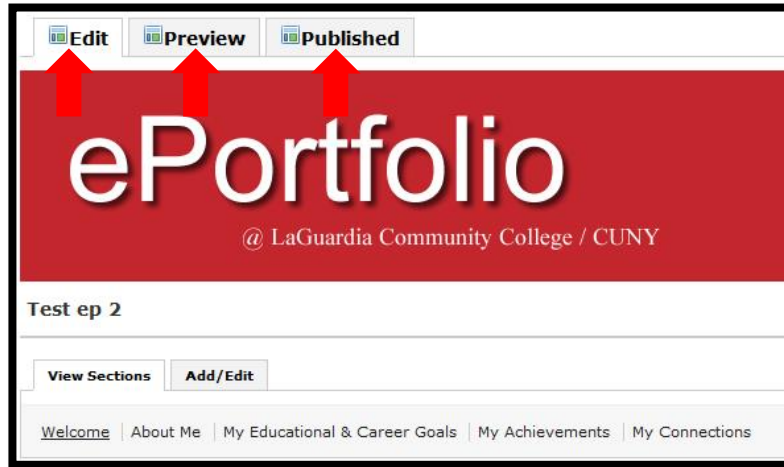 Edit Preview Published
ePortfolio
@ LaGuardia Community College / CUNY
Test ep 2
View Sections Add/Edit
Welcome | About Me | My Educational & Career Goals | My Achievements | My Connections